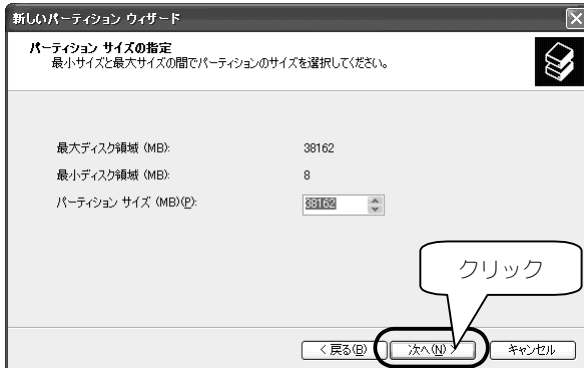 新しいパーティション ウィザード
パーティション サイズの指定
最小サイズと最大サイズの間でパーティションのサイズを選択してください。
最大ディスク領域 (MB): 38162
最小ディスク領域 (MB): 8
パーティション サイズ (MB)(P): 38162
クリック
< 戻る(B) 次へ(N) > キャンセル